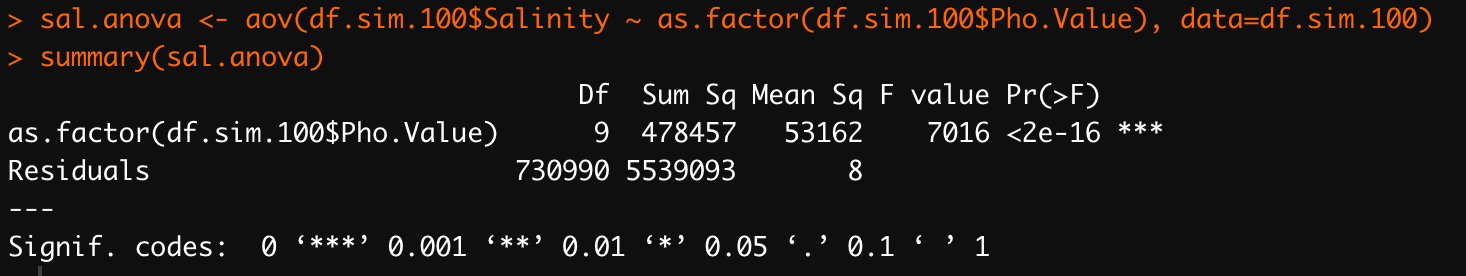 > sal.anova <- aov(df.sim.100$Salinity ~ as.factor(df.sim.100$Pho.Value), data=df.sim.100)
> summary(sal.anova)
                                  Df  Sum Sq Mean Sq F value Pr(>F)
as.factor(df.sim.100$Pho.Value)     9  478457   53162    7016 <2e-16 ***
Residuals                      730990 5539093       8
---
Signif. codes:  0 ‘***’ 0.001 ‘**’ 0.01 ‘*’ 0.05 ‘.’ 0.1 ‘ ’ 1